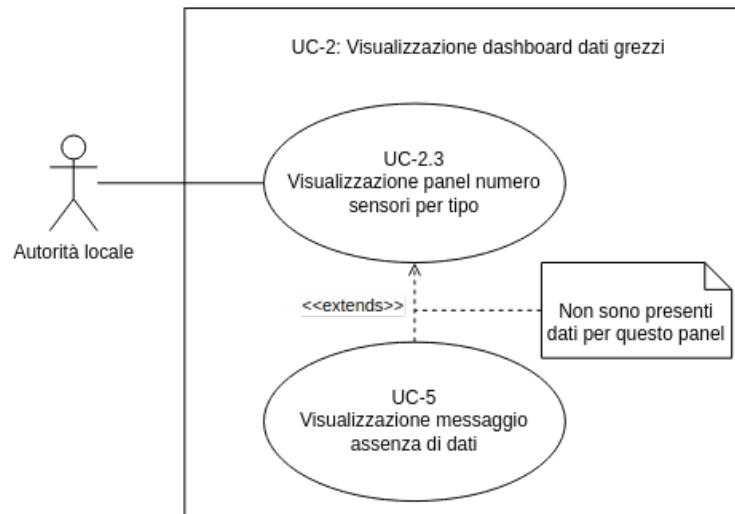 UC-2: Visualizzazione dashboard dati grezzi
UC-2.3
Visualizzazione panel numero
sensori per tipo
Autorità locale
<<extends>>
Non sono presenti
dati per questo panel
UC-5
Visualizzazione messaggio
assenza di dati